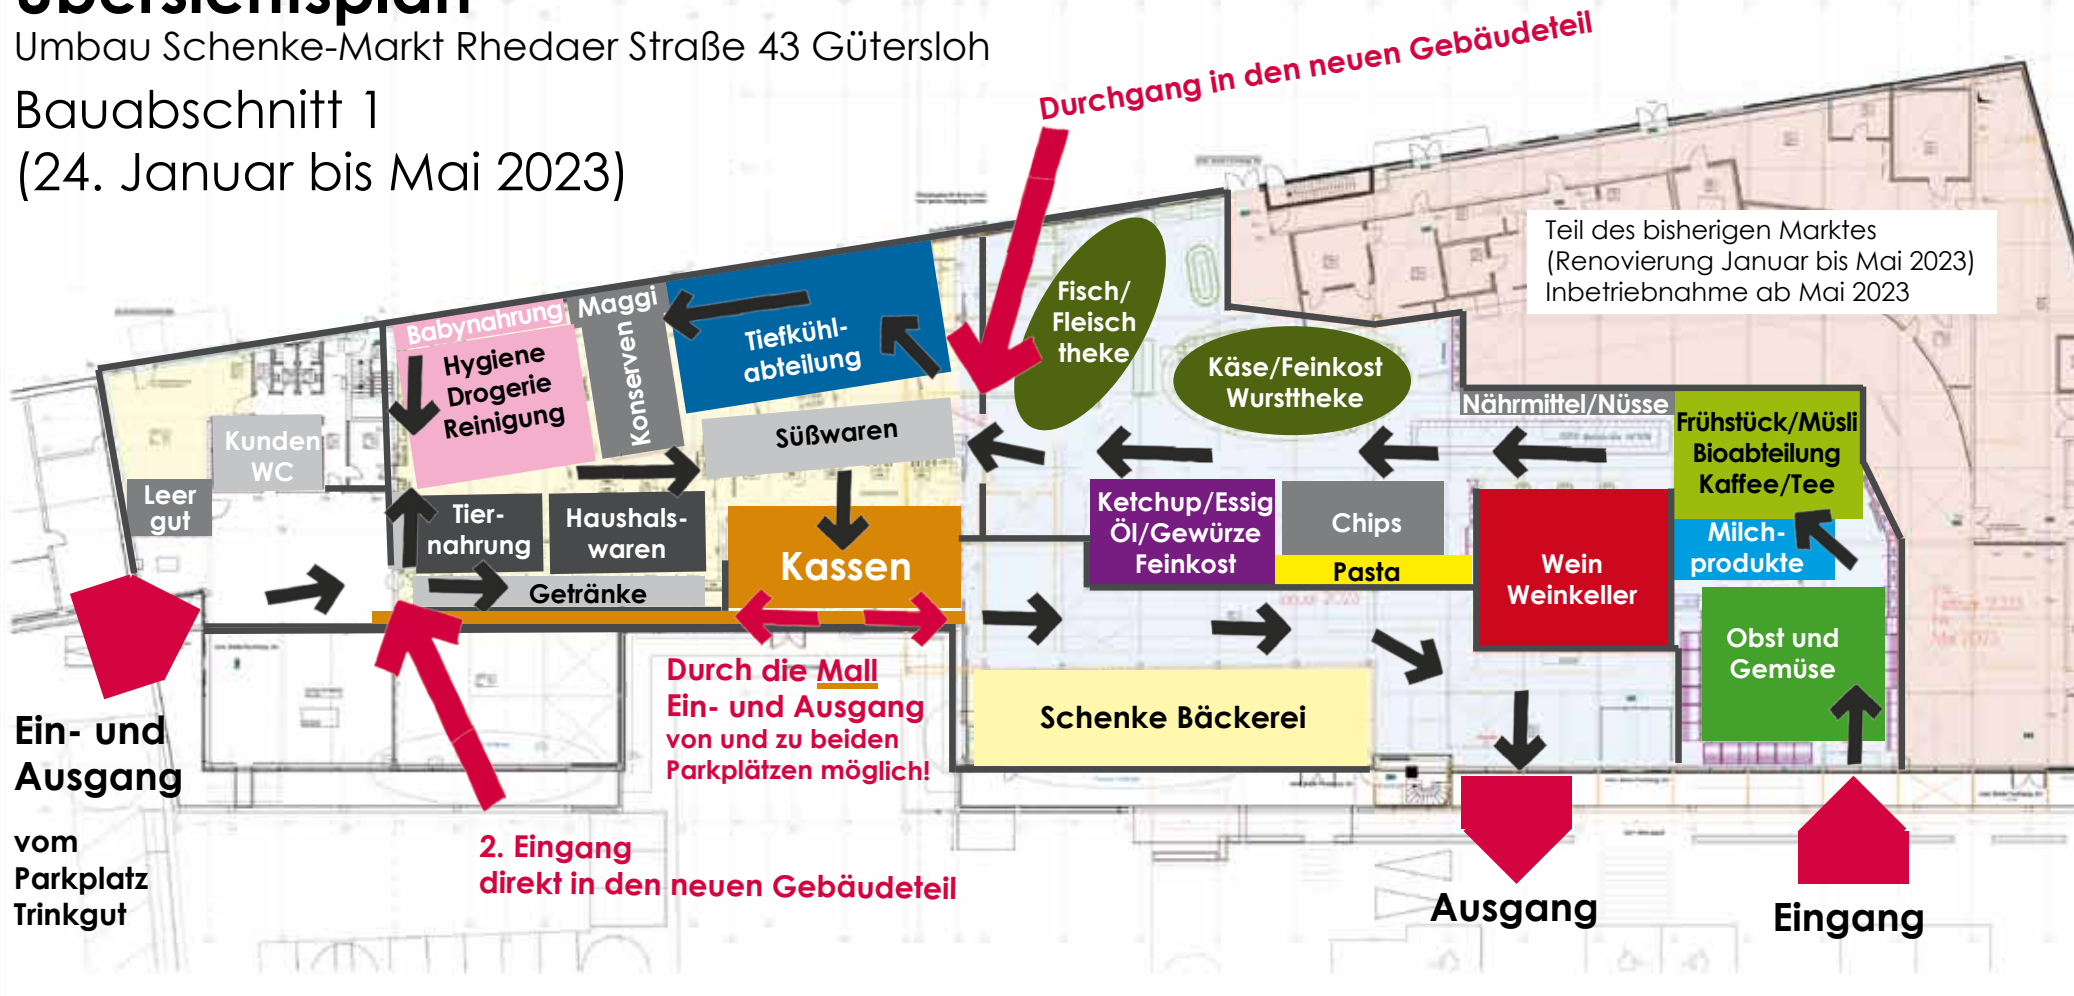 Übersichtsplan
Umbau Schenke-Markt Rhedaer Straße 43 Gütersloh
Bauabschnitt 1
(24. Januar bis Mai 2023)
Durchgang in den neuen Gebäudeteil
Teil des bisherigen Marktes
(Renovierung Januar bis Mai 2023)
Inbetriebnahme ab Mai 2023
Babynahrung
Maggi
Hygiene
Drogerie
Reinigung
Konserven
Tiefkühl-
abteilung
Fisch/
Fleisch
theke
Käse/Feinkost
Wursttheke
Nährmittel/Nüsse
Frühstück/Müsli
Bioabteilung
Kaffee/Tee
Kunden
WC
Leer
gut
Süßwaren
Tier-
nahrung
Haushals-
waren
Getränke
Kassen
Ketchup/Essig
Öl/Gewürze
Feinkost
Chips
Pasta
Wein
Weinkeller
Milch-
produkte
Obst und
Gemüse
Schenke Bäckerei
Durch die Mall
Ein- und Ausgang
von und zu beiden
Parkplätzen möglich!
Ein- und
Ausgang
vom
Parkplatz
Trinkgut
2. Eingang
direkt in den neuen Gebäudeteil
Ausgang
Eingang